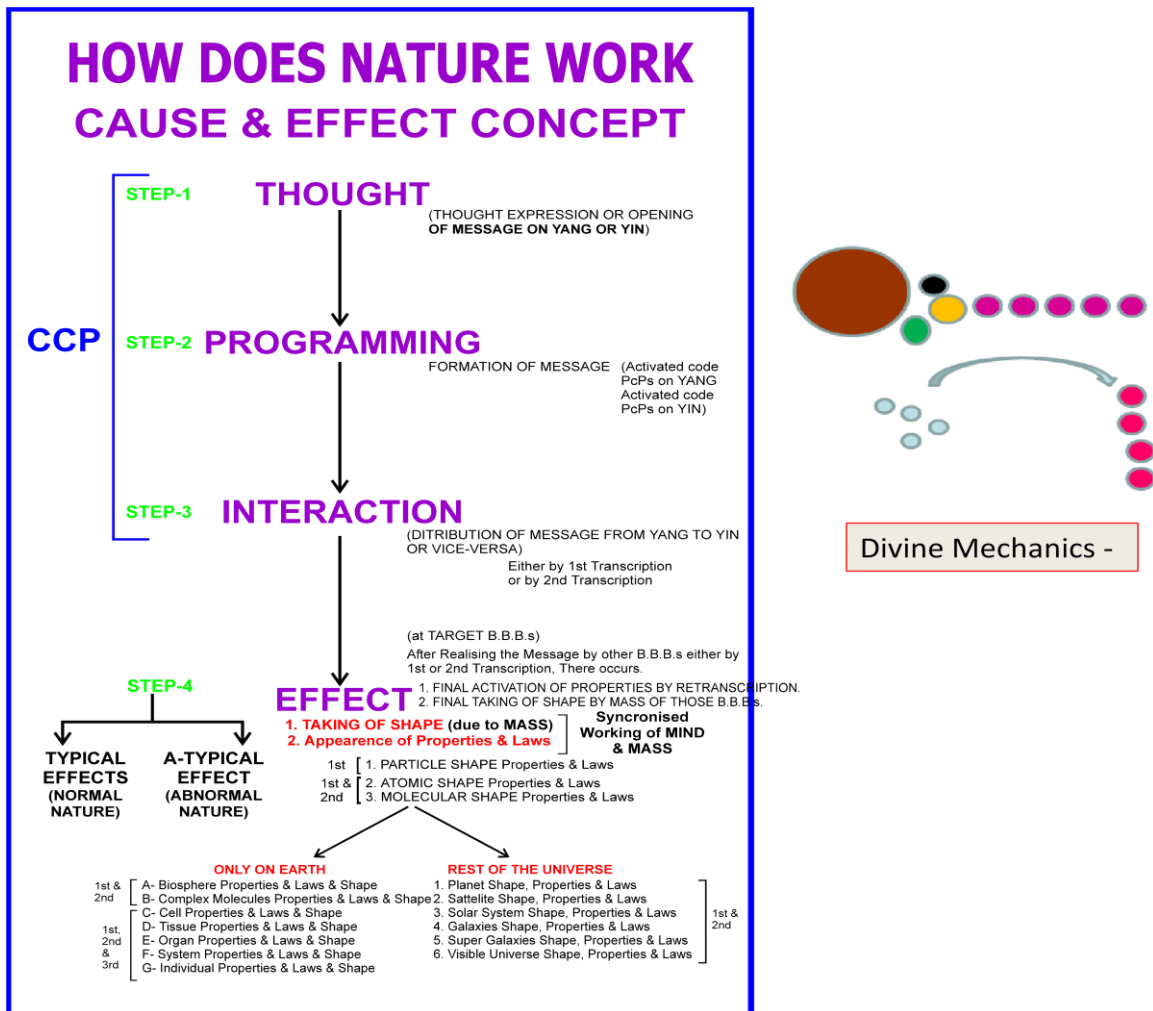 HOW DOES NATURE WORK
CAUSE & EFFECT CONCEPT
STEP-1
THOUGHT
(THOUGHT EXPRESSION OR OPENING
OF MESSAGE ON YANG OR YIN)
CCP
STEP-2
PROGRAMMING
FORMATION OF MESSAGE
(Activated code
PcPs on YANG
Activated code
PcPs on YIN)
STEP-3
INTERACTION
(DITRIBUTION OF MESSAGE FROM YANG TO YIN
OR VICE-VERSA)
Either by 1st Transcription
or by 2nd Transcription
(at TARGET B.B.B.s)
After Realising the Message by other B.B.B.s either by
1st or 2nd Transcription, There occurs.
STEP-4
EFFECT
1. FINAL ACTIVATION OF PROPERTIES BY RETRANSCRIPTION.
2. FINAL TAKING OF SHAPE BY MASS OF THOSE B.B.B's.
1. TAKING OF SHAPE (due to MASS)
2. Appearence of Properties & Laws
Syncronised
Working of MIND
& MASS
TYPICAL
EFFECTS
(NORMAL
NATURE)
A-TYPICAL
EFFECT
(ABNORMAL
NATURE)
1st
1. PARTICLE SHAPE Properties & Laws
1st &
2nd
2. ATOMIC SHAPE Properties & Laws
3. MOLECULAR SHAPE Properties & Laws
ONLY ON EARTH
1st &
2nd
A- Biosphere Properties & Laws & Shape
B- Complex Molecules Properties & Laws & Shape
1st,
2nd
&
3rd
C- Cell Properties & Laws & Shape
D- Tissue Properties & Laws & Shape
E- Organ Properties & Laws & Shape
F- System Properties & Laws & Shape
G- Individual Properties & Laws & Shape
REST OF THE UNIVERSE
1. Planet Shape, Properties & Laws
2. Sattelite Shape, Properties & Laws
3. Solar System Shape, Properties & Laws
4. Galaxies Shape, Properties & Laws
5. Super Galaxies Shape, Properties & Laws
6. Visible Universe Shape, Properties & Laws
1st &
2nd
Divine Mechanics -